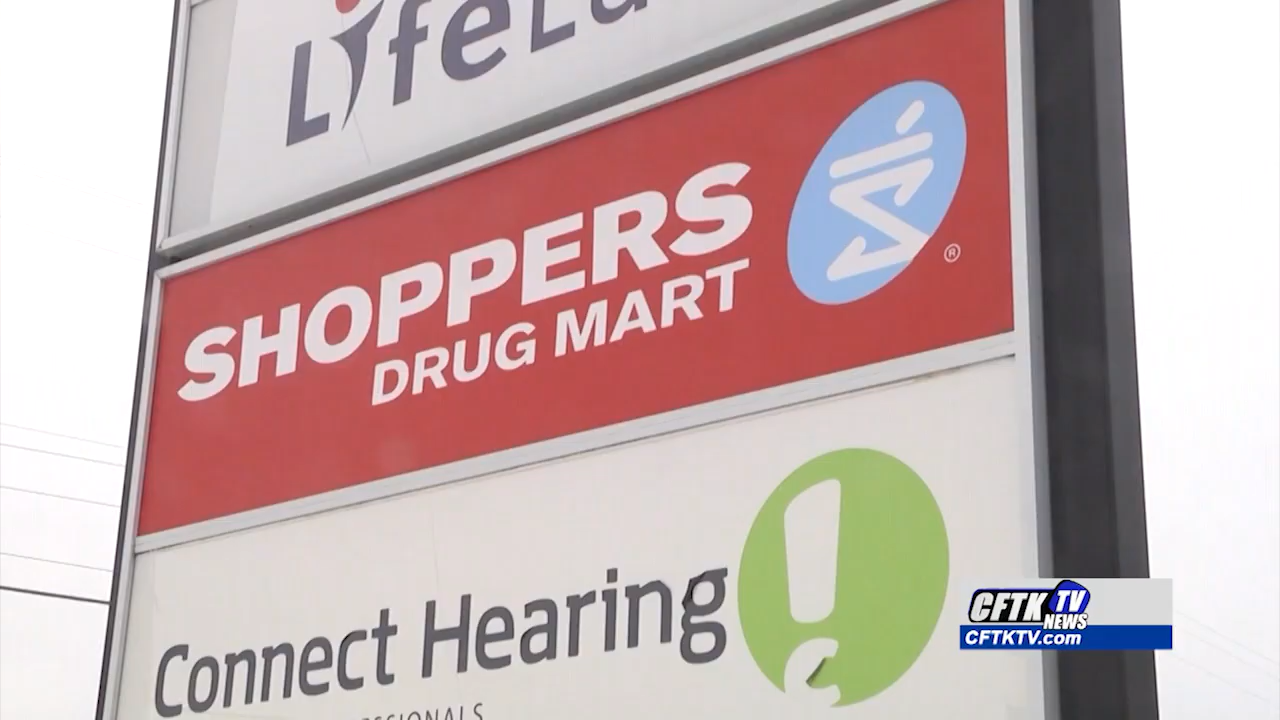 SHOPPERS
DRUG MART
®
Connect Hearing
CFTK TV
NEWS
CFTKTV.com